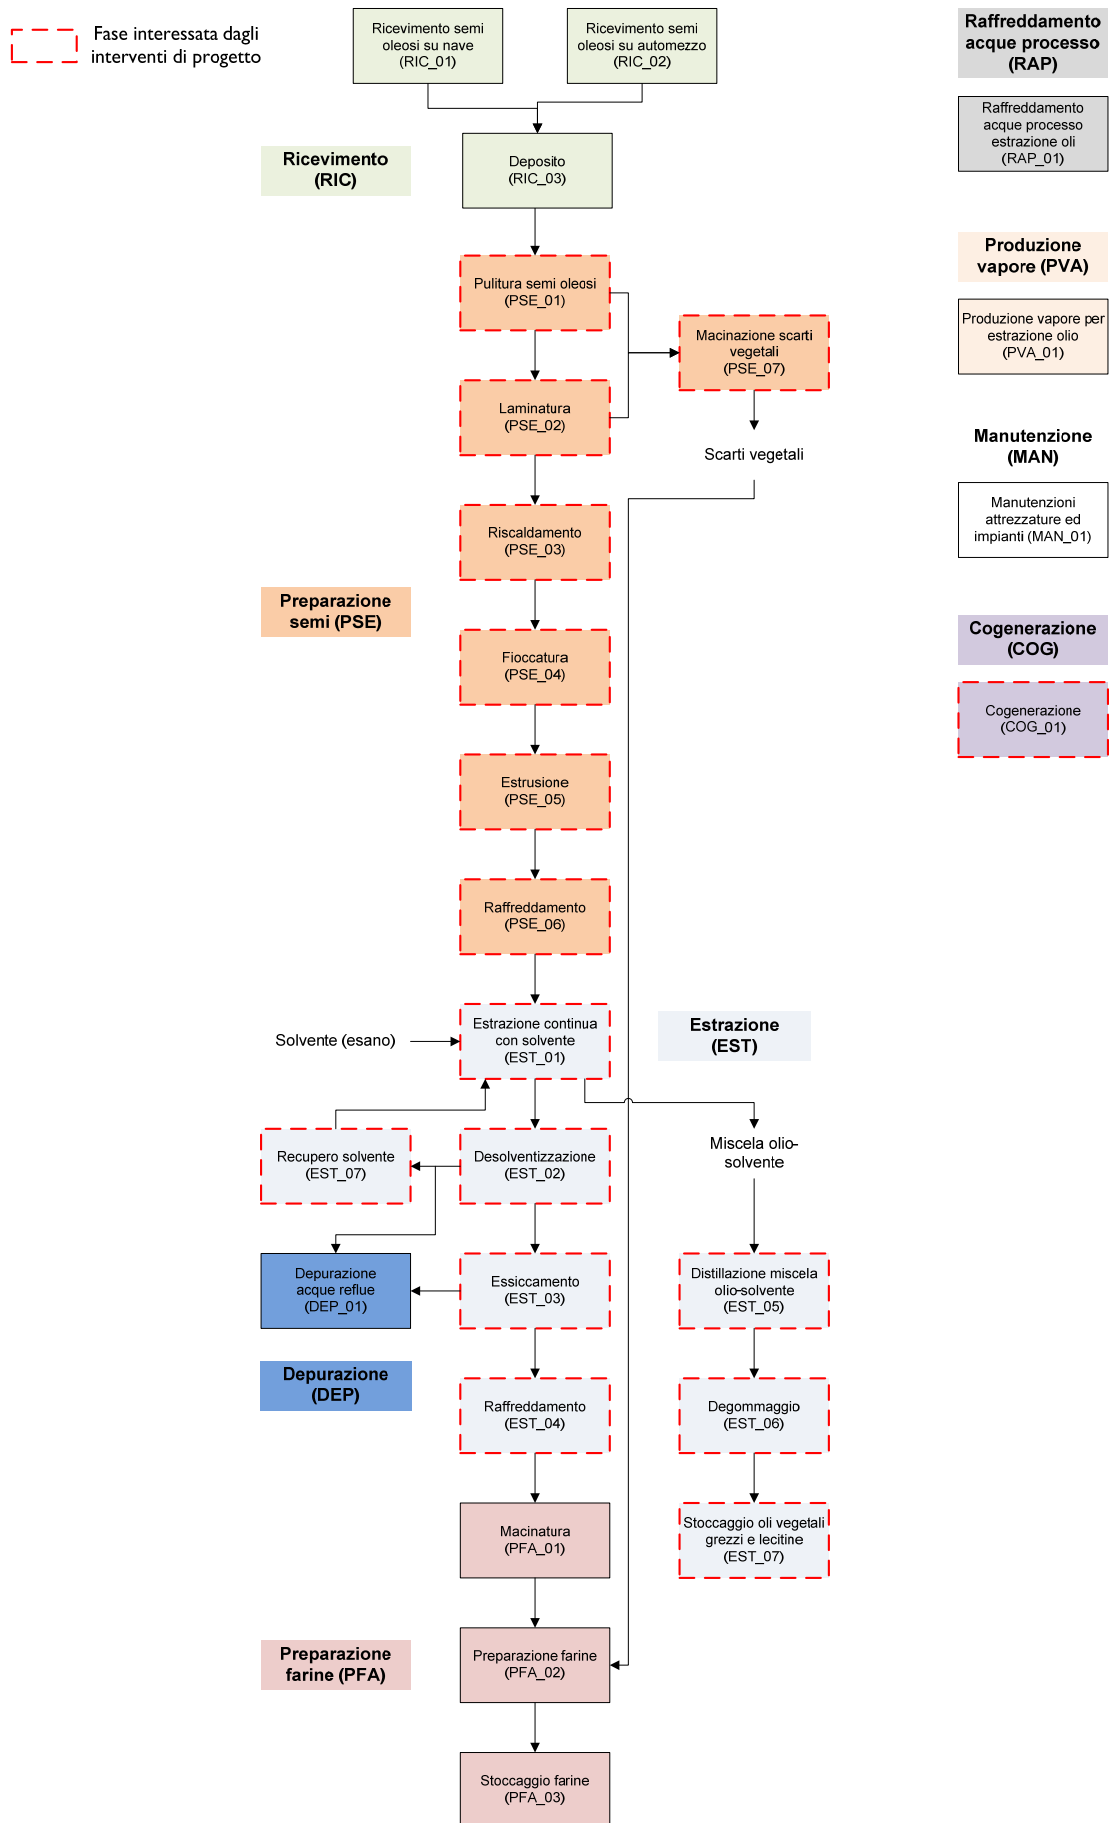 Fase interessata dagli
interventi di progetto
Ricevimento semi
oleosi su nave
(RIC_01)
Ricevimento semi
oleosi su automezzo
(RIC_02)
Raffreddamento
acque processo
(RAP)
Raffreddamento
acque processo
estrazione oli
(RAP_01)
Ricevimento
(RIC)
Deposito
(RIC_03)
Produzione
vapore (PVA)
Pulitura semi oleosi
(PSE_01)
Produzione vapore per
estrazione olio
(PVA_01)
Macinazione scarti
vegetali
(PSE_07)
Laminatura
(PSE_02)
Scarti vegetali
Manutenzione
(MAN)
Manutenzioni
attrezzature ed
impianti (MAN_01)
Riscaldamento
(PSE_03)
Preparazione
semi (PSE)
Cogenerazione
(COG)
Fioccatura
(PSE_04)
Cogenerazione
(COG_01)
Estrusione
(PSE_05)
Raffreddamento
(PSE_06)
Solvente (esano)
Estrazione continua
con solvente
(EST_01)
Estrazione
(EST)
Recupero solvente
(EST_07)
Desolventizzazione
(EST_02)
Miscela olio-
solvente
Depurazione
acque reflue
(DEP_01)
Essiccamento
(EST_03)
Distillazione miscela
olio-solvente
(EST_05)
Depurazione
(DEP)
Raffreddamento
(EST_04)
Degommaggio
(EST_06)
Macinatura
(PFA_01)
Stoccaggio oli vegetali
grezzi e lecitine
(EST_07)
Preparazione
farine (PFA)
Preparazione farine
(PFA_02)
Stoccaggio farine
(PFA_03)